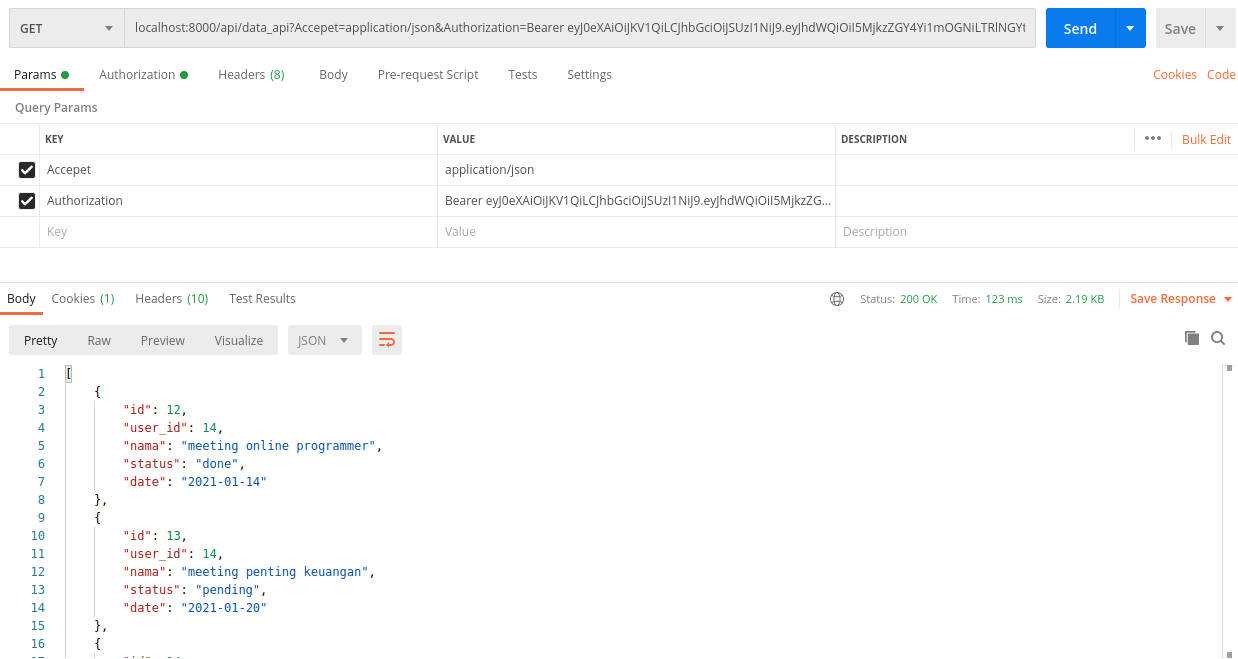 GET localhost:8000/api/data_api?Accepet=application/json&Authorization=Bearer eyJ0eXAiOiJKV1QiLCJhbGciOiJSUzI1NiJ9.eyJhdWQiOiI5MjkzZGY4Yi1mOGNiLTRlNGYt Send Save
Params Authorization Headers (8) Body Pre-request Script Tests Settings Cookies Code
Query Params
KEY VALUE DESCRIPTION ••• Bulk Edit
Accepet application/json
Authorization Bearer eyJ0eXAiOiJKV1QiLCJhbGciOiJSUzI1NiJ9.eyJhdWQiOiI5MjkzZG...
Key Value Description
Body Cookies (1) Headers (10) Test Results Status: 200 OK Time: 123 ms Size: 2.19 KB Save Response
Pretty Raw Preview Visualize JSON
1 [
2 {
3 "id": 12,
4 "user_id": 14,
5 "nama": "meeting online programmer",
6 "status": "done",
7 "date": "2021-01-14"
8 },
9 {
10 "id": 13,
11 "user_id": 14,
12 "nama": "meeting penting keuangan",
13 "status": "pending",
14 "date": "2021-01-20"
15 },
16 {